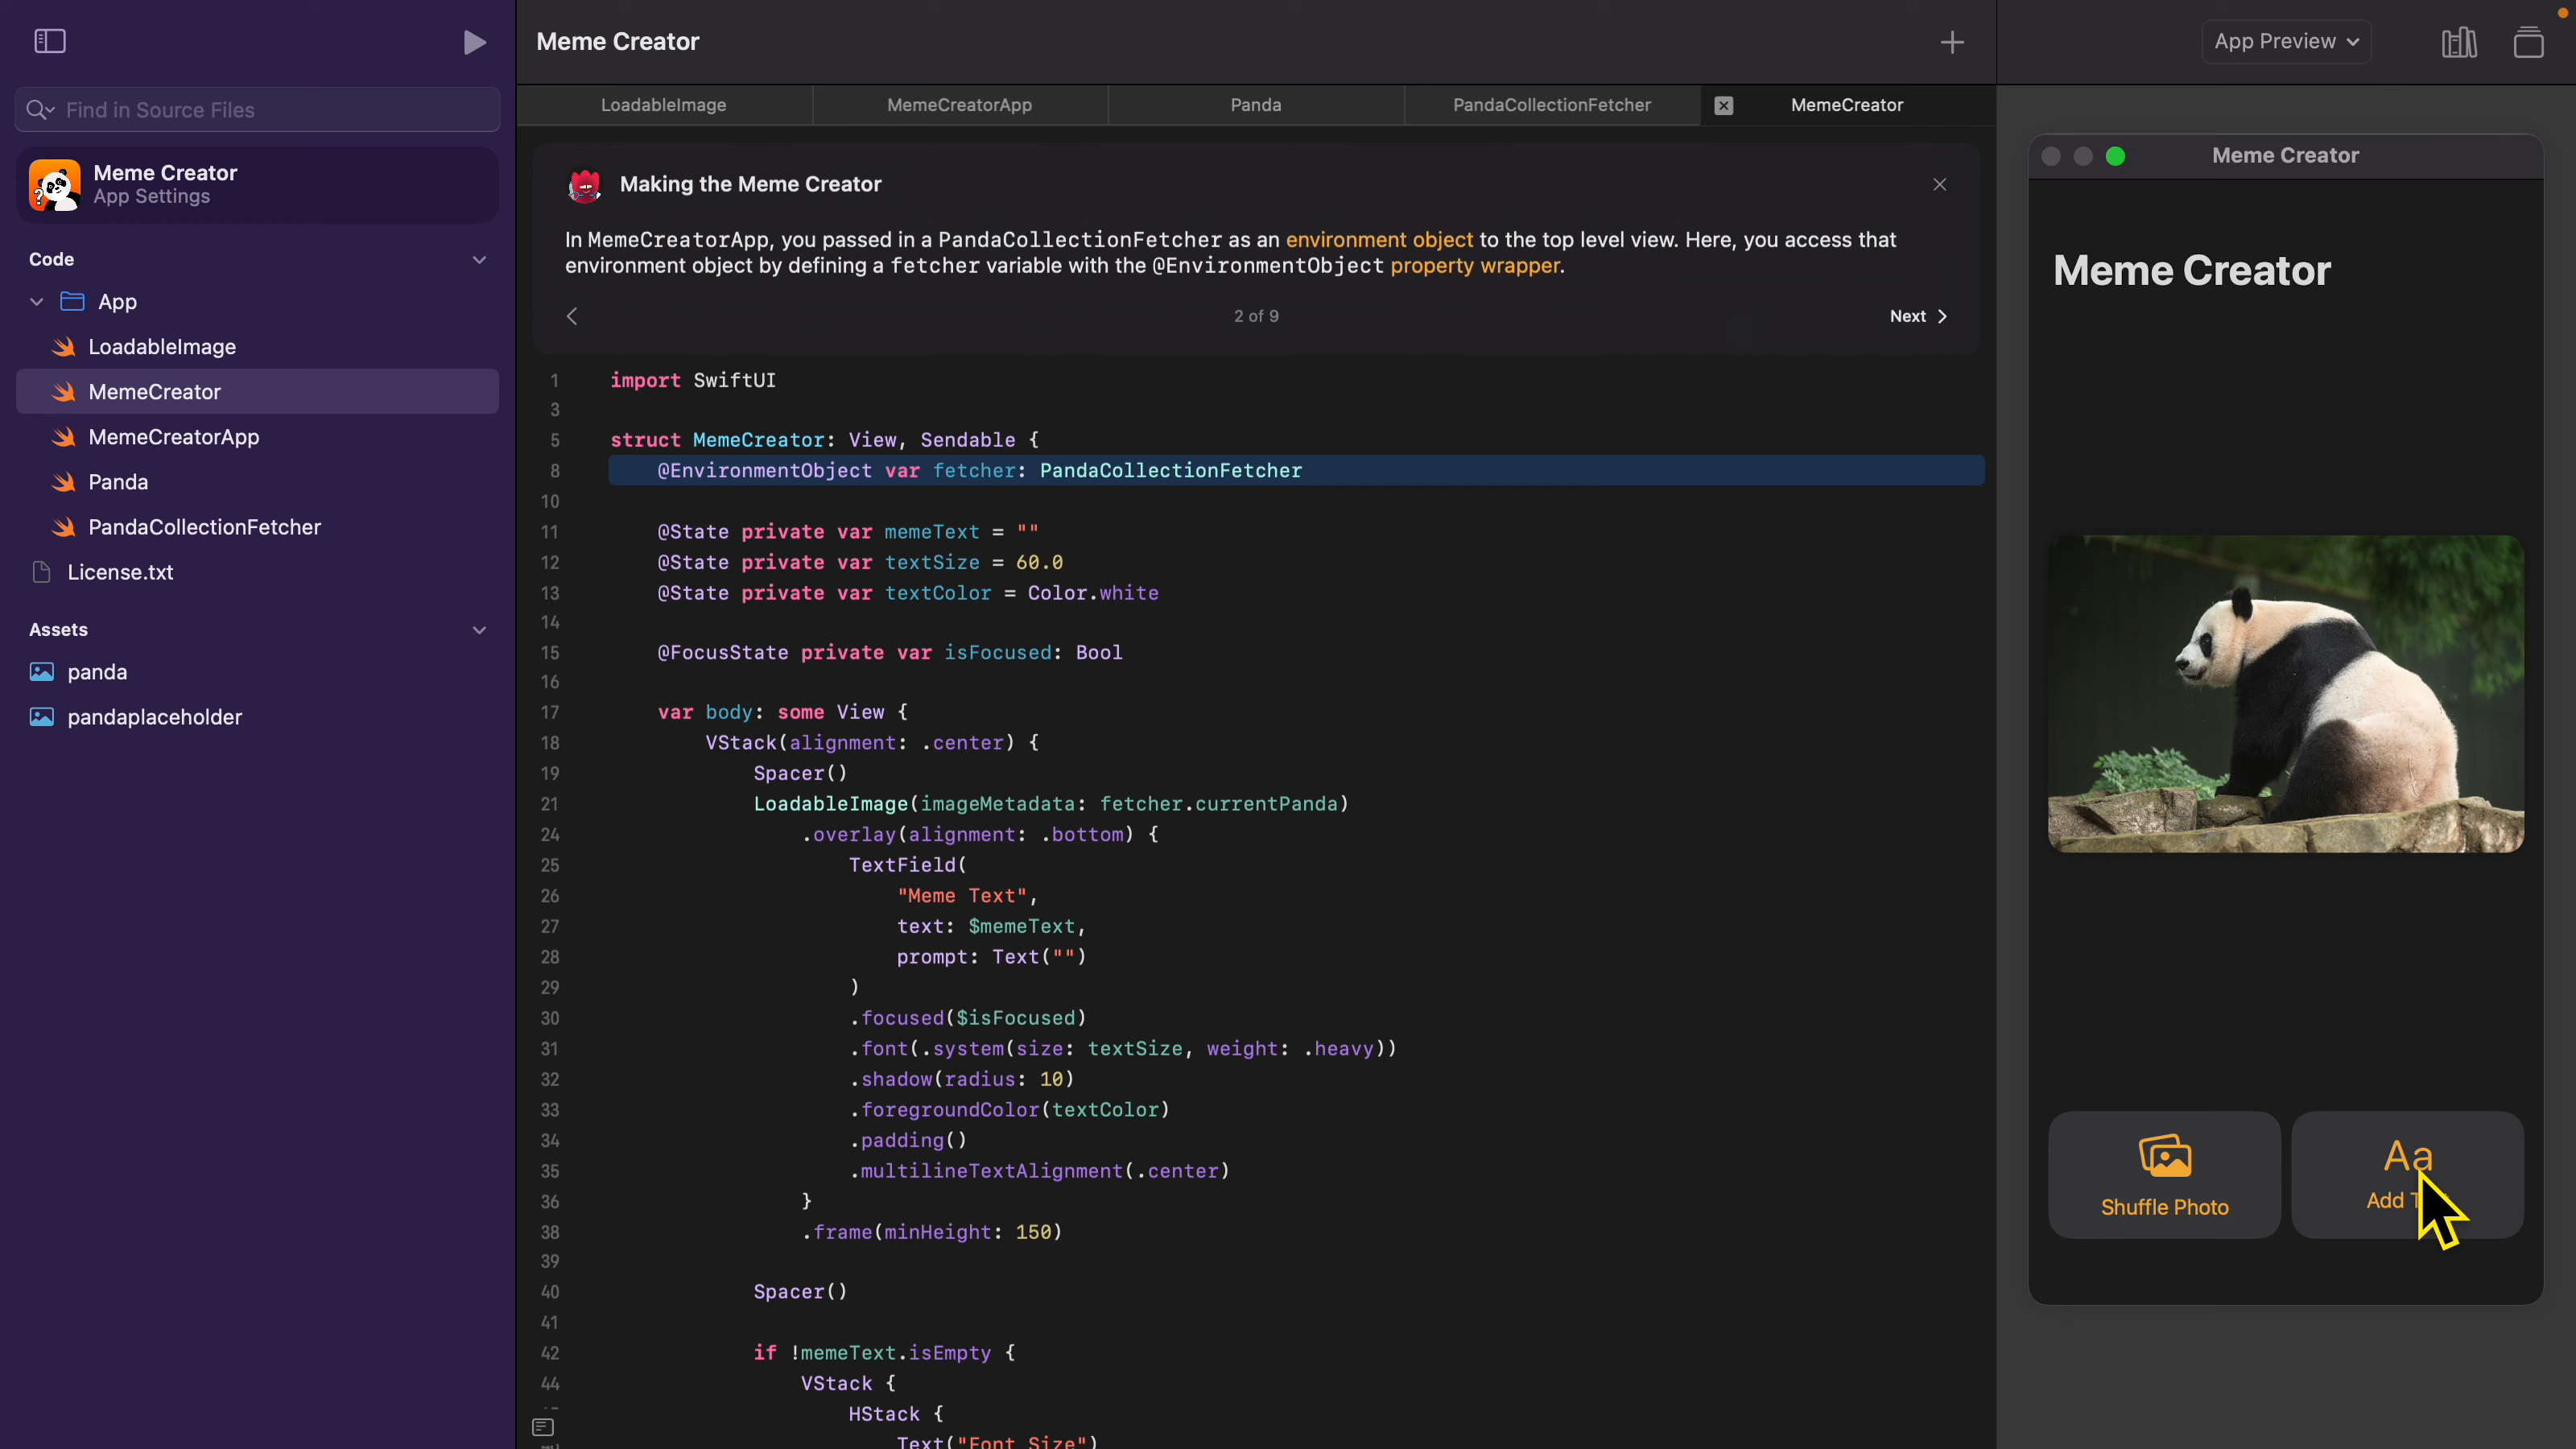 Find in Source Files
Meme Creator
App Settings
Code
App
LoadableImage
MemeCreator
MemeCreatorApp
Panda
PandaCollectionFetcher
License.txt
Assets
panda
pandaplaceholder
Meme Creator
LoadableImage
MemeCreatorApp
Panda
PandaCollectionFetcher
MemeCreator
Making the Meme Creator
In MemeCreatorApp, you passed in a PandaCollectionFetcher as an environment object to the top level view. Here, you access that
environment object by defining a fetcher variable with the @EnvironmentObject property wrapper.
2 of 9
Next
1 import SwiftUI
3
5 struct MemeCreator: View, Sendable {
8 @EnvironmentObject var fetcher: PandaCollectionFetcher
10
11 @State private var memeText = ""
12 @State private var textSize = 60.0
13 @State private var textColor = Color.white
14
15 @FocusState private var isFocused: Bool
16
17 var body: some View {
18 VStack(alignment: .center) {
19 Spacer()
21 LoadableImage(imageMetadata: fetcher.currentPanda)
24 .overlay(alignment: .bottom) {
25 TextField(
26 "Meme Text",
27 text: $memeText,
28 prompt: Text("")
29 )
30 .focused($isFocused)
31 .font(.system(size: textSize, weight: .heavy))
32 .shadow(radius: 10)
33 .foregroundColor(textColor)
34 .padding()
35 .multilineTextAlignment(.center)
36 }
38 .frame(minHeight: 150)
39
40 Spacer()
41
42 if !memeText.isEmpty {
44 VStack {
HStack {
Text("Font Size")
App Preview
Meme Creator
Meme Creator
Shuffle Photo
Aa
Add